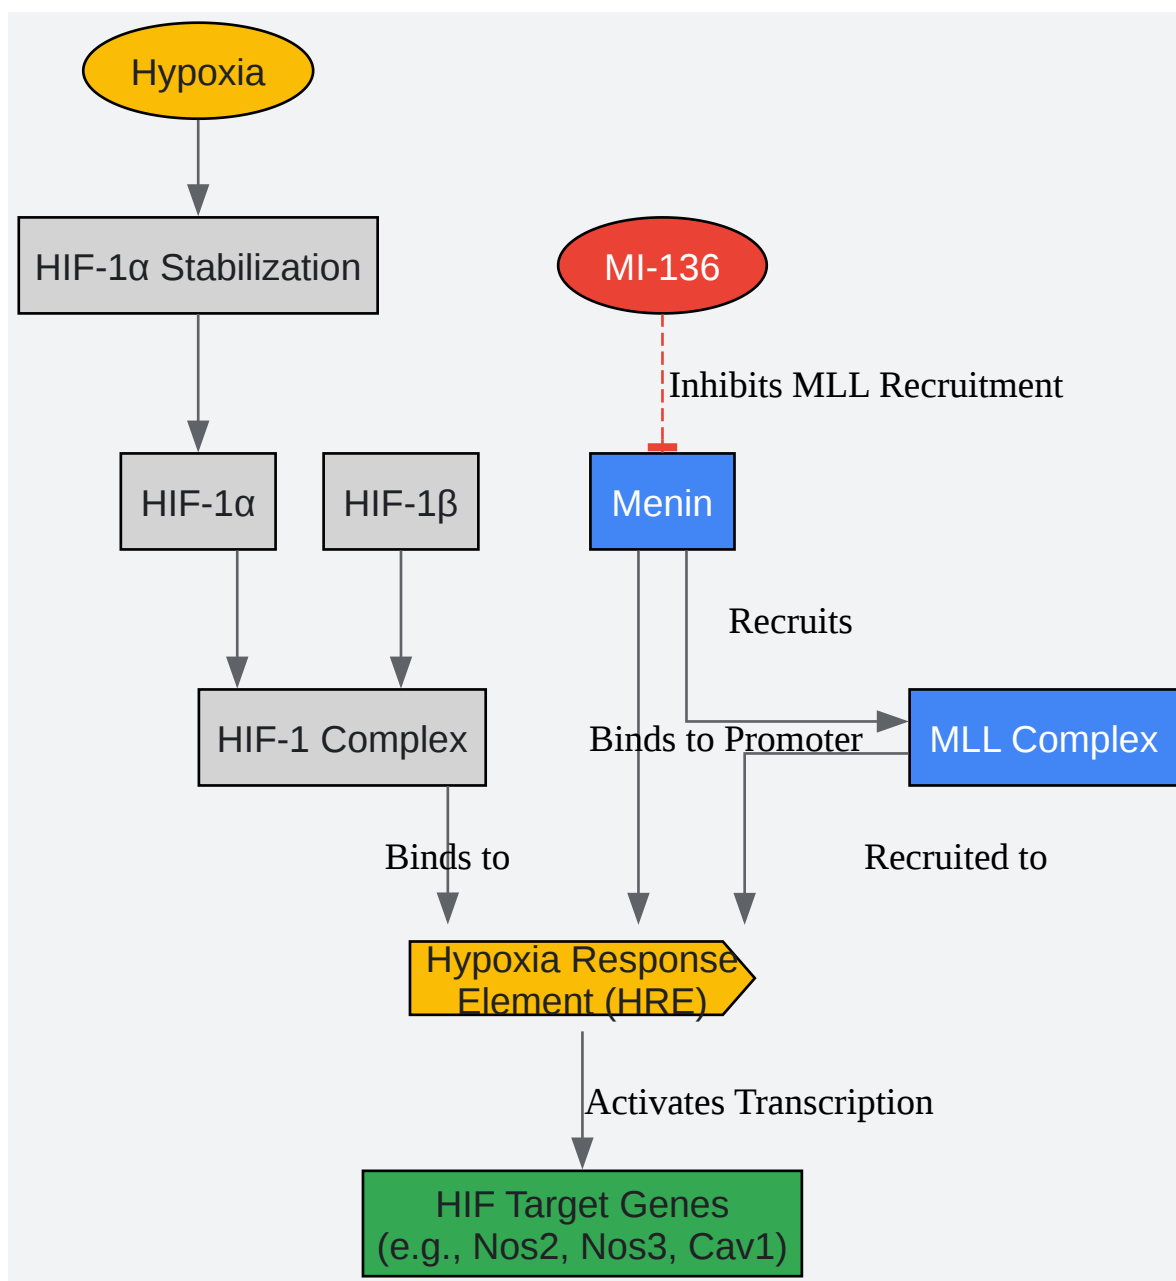 Hypoxia
HIF-1α Stabilization
MI-136
Inhibits MLL Recruitment
HIF-1α
HIF-1β
Menin
Recruits
HIF-1 Complex
Binds to Promoter
MLL Complex
Binds to
Recruited to
Hypoxia Response
Element (HRE)
Activates Transcription
HIF Target Genes
(e.g., Nos2, Nos3, Cav1)